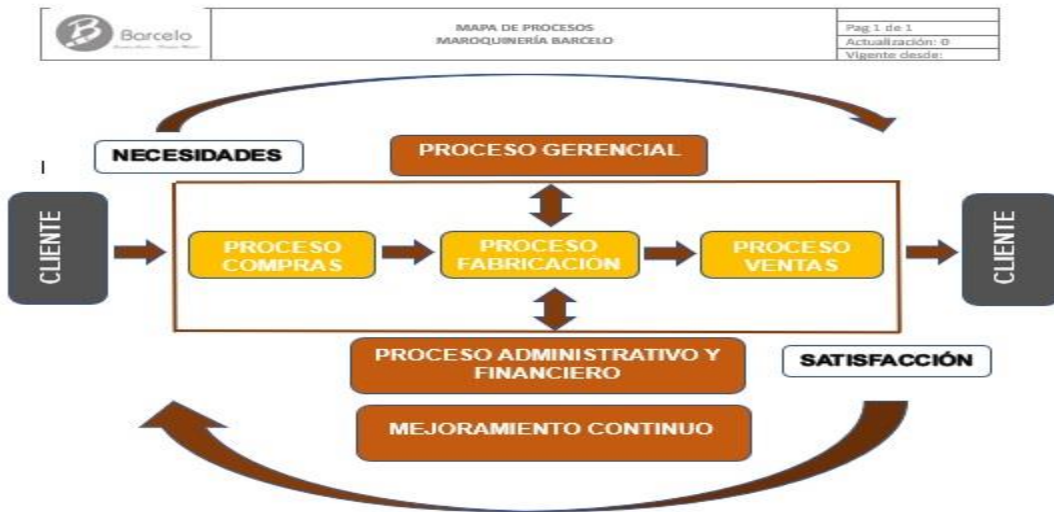 Barcelo
MAPA DE PROCESOS
MAROQUINERÍA BARCELO
Pag 1 de 1
Actualización: 0
Vigente desde:
NECESIDADES
PROCESO GERENCIAL
CLIENTE
PROCESO
COMPRAS
PROCESO
FABRICACIÓN
PROCESO
VENTAS
CLIENTE
PROCESO ADMINISTRATIVO Y
FINANCIERO
SATISFACCIÓN
MEJORAMIENTO CONTINUO